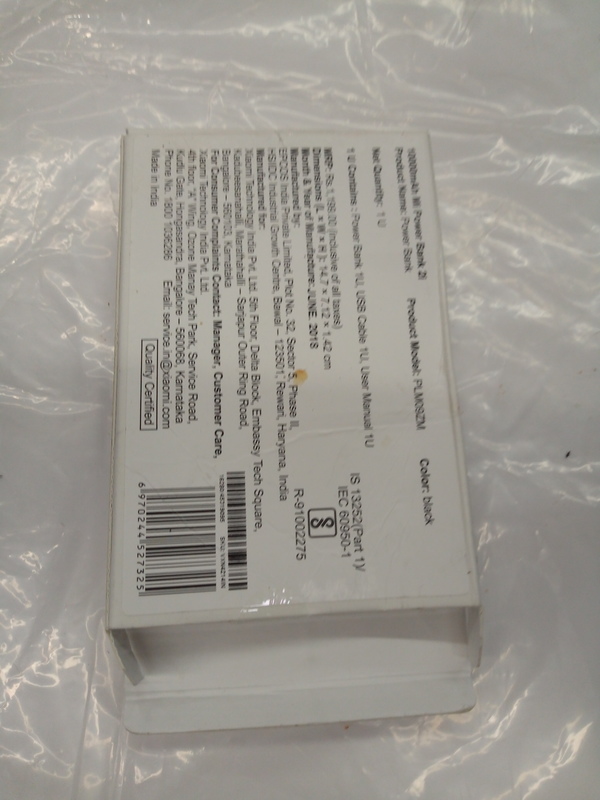 10000mAh Mi Power Bank 2i
Product Name: Power Bank Product Model: PLM09ZM Color: black
Net Quantity: 1 U
1 U Contains: Power Bank 1U, USB Cable 1U, User Manual 1U
MRP: Rs.1,199.00 (Inclusive of all taxes)
Dimensions (L × W × H): 14.7 × 7.12 × 1.42 cm
Month & Year of Manufacture: JUNE, 2018
Manufactured by:
Private Limited, Plot No. 32, Sector 5, Phase II,
HSIIDC Industrial Growth Centre, Bawal – 123501, Rewari, Haryana, India
Manufactured for:
Xiaomi Technology India Pvt. Ltd. 5th Floor, Delta Block, Embassy Tech Square,
Kadubeesanahalli, Marathahalli – Sarjapur Outer Ring Road,
Bangalore – 560103, Karnataka
For Consumer Complaints Contact: Manager, Customer Care,
Xiaomi Technology India Pvt. Ltd.
4th floor "A" Wing, Cosine Manay Tech Park, Service Road,
Kudlu Gate, Hongasandra, Bangalore – 560068, Karnataka
Phone No.: 1800 1036286 Email: service.in@xiaomi.com
Made in India
Quality Certified
IS 13252(Part 1)/
IEC 60950-1
R-91002275
6 970244 527325